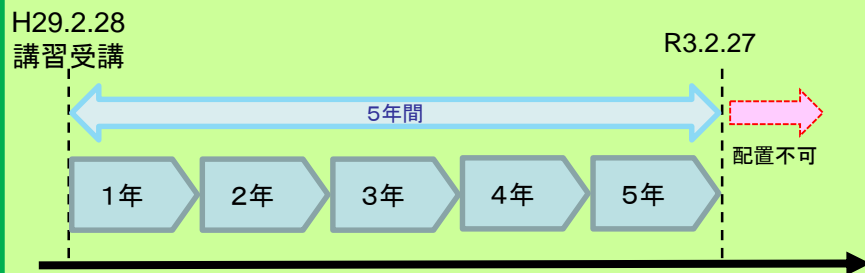 H29.2.28
講習受講
R3.2.27
5年間
配置不可
1年
2年
3年
4年
5年